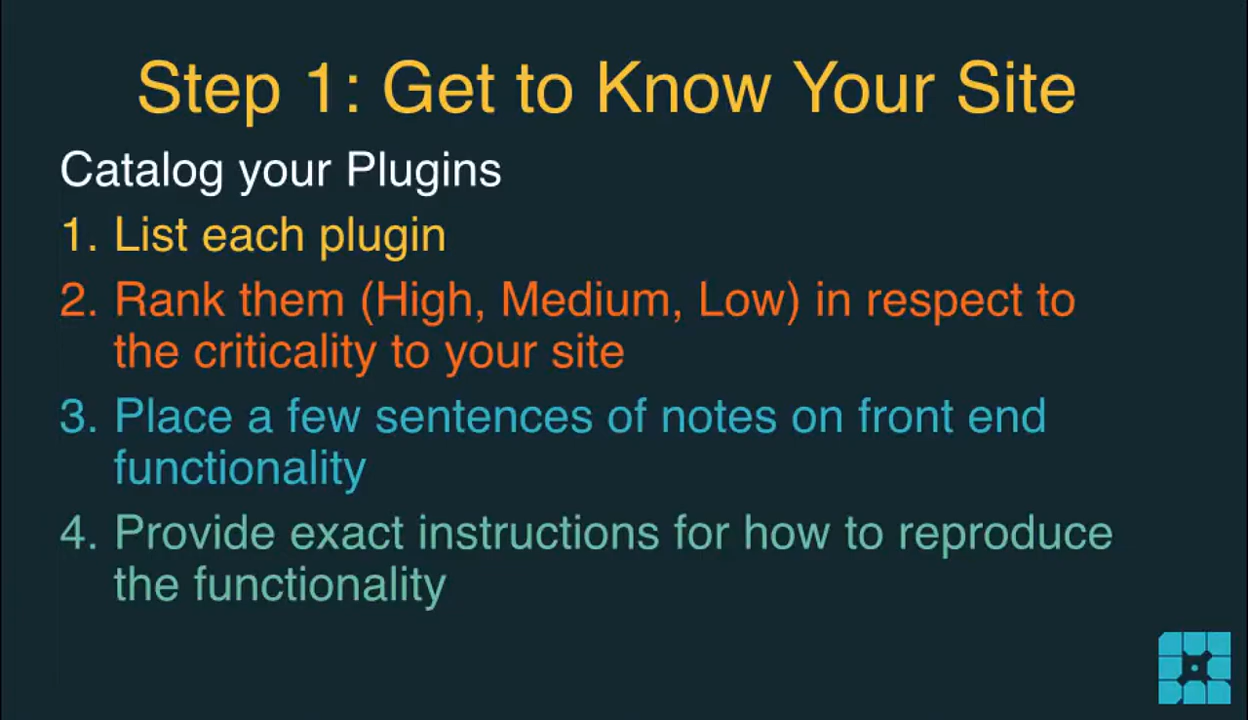 Step 1: Get to Know Your Site
Catalog your Plugins
1. List each plugin
2. Rank them (High, Medium, Low) in respect to
the criticality to your site
3. Place a few sentences of notes on front end
functionality
4. Provide exact instructions for how to reproduce
the functionality